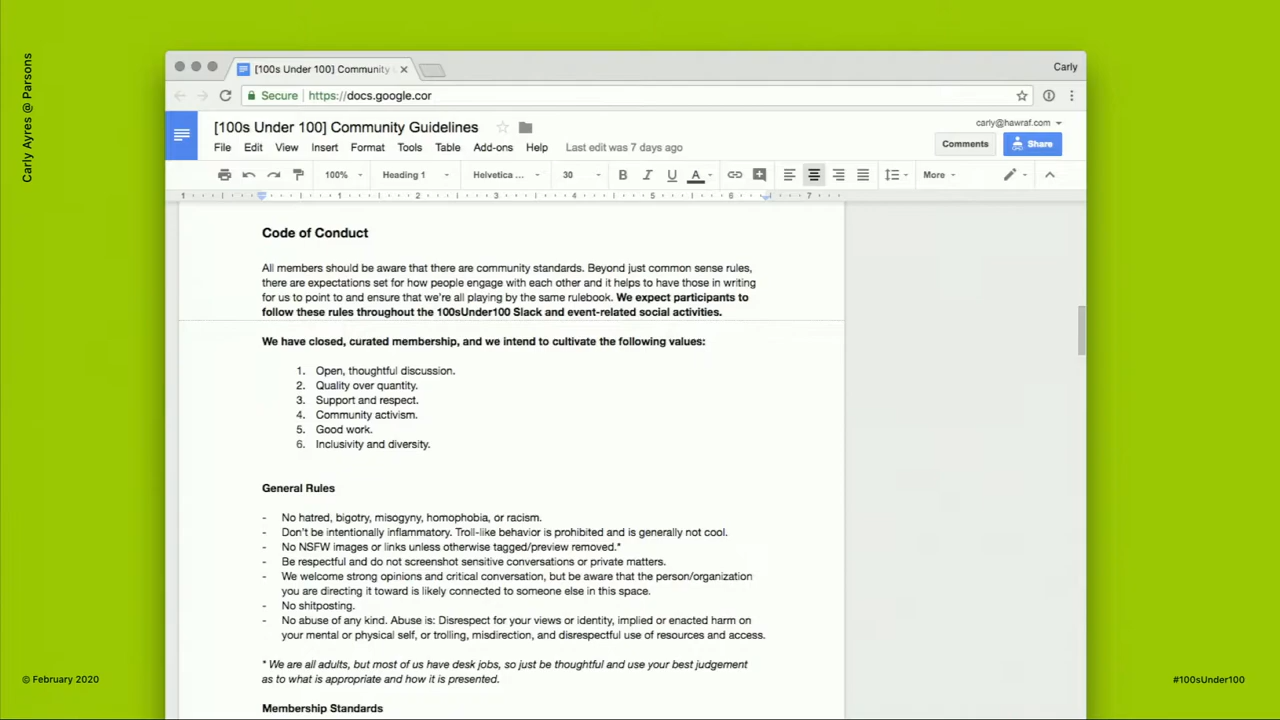 Carly Ayres @ Parsons
[100s Under 100] Community
Carly
Secure https://docs.google.cor
[100s Under 100] Community Guidelines
carly@hawraf.com
File Edit View Insert Format Tools Table Add-ons Help Last edit was 7 days ago
Comments Share
100% Heading 1 Helvetica ... 30 B I U A More
1 1 2 3 4 5 6 7
Code of Conduct
All members should be aware that there are community standards. Beyond just common sense rules,
there are expectations set for how people engage with each other and it helps to have those in writing
for us to point to and ensure that we're all playing by the same rulebook. We expect participants to
follow these rules throughout the 100sUnder100 Slack and event-related social activities.
We have closed, curated membership, and we intend to cultivate the following values:
1. Open, thoughtful discussion.
2. Quality over quantity.
3. Support and respect.
4. Community activism.
5. Good work.
6. Inclusivity and diversity.
General Rules
- No hatred, bigotry, misogyny, homophobia, or racism.
- Don't be intentionally inflammatory. Troll-like behavior is prohibited and is generally not cool.
- No NSFW images or links unless otherwise tagged/preview removed.*
- Be respectful and do not screenshot sensitive conversations or private matters.
- We welcome strong opinions and critical conversation, but be aware that the person/organization
you are directing it toward is likely connected to someone else in this space.
- No shitposting.
- No abuse of any kind. Abuse is: Disrespect for your views or identity, implied or enacted harm on
your mental or physical self, or trolling, misdirection, and disrespectful use of resources and access.
* We are all adults, but most of us have desk jobs, so just be thoughtful and use your best judgement
as to what is appropriate and how it is presented.
Membership Standards
© February 2020
#100sUnder100